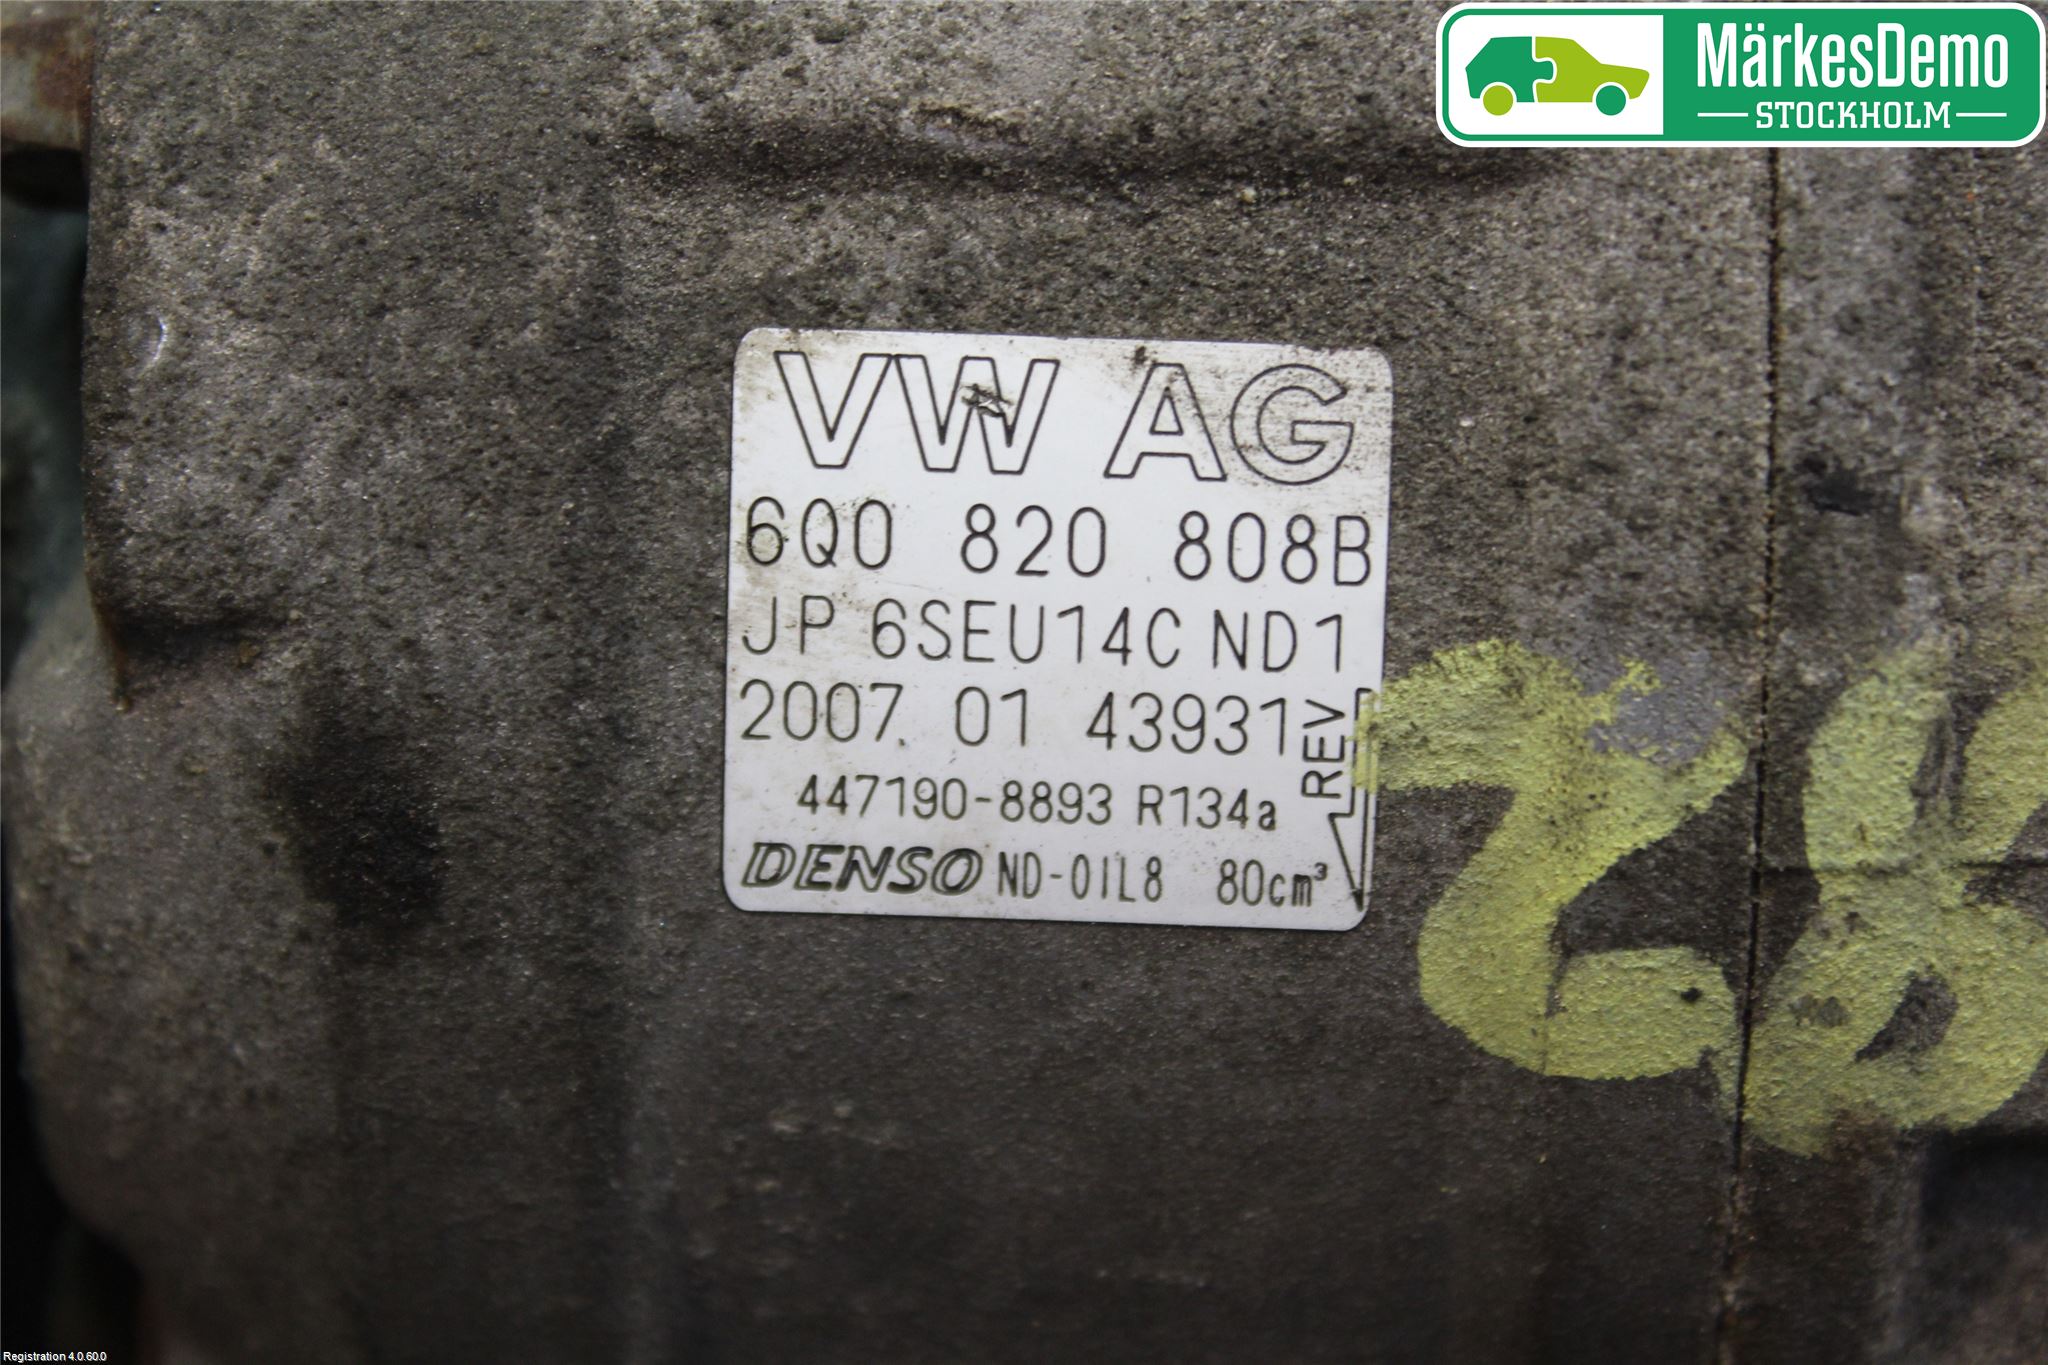 MärkesDemo
STOCKHOLM
VW AG
6Q0 820 808B
JP 6SEU14C ND1
2007. 01 43931
REV
447190-8893 R134a
DENSO ND-OIL8 80cm³
28
Registration 4.0.60.0